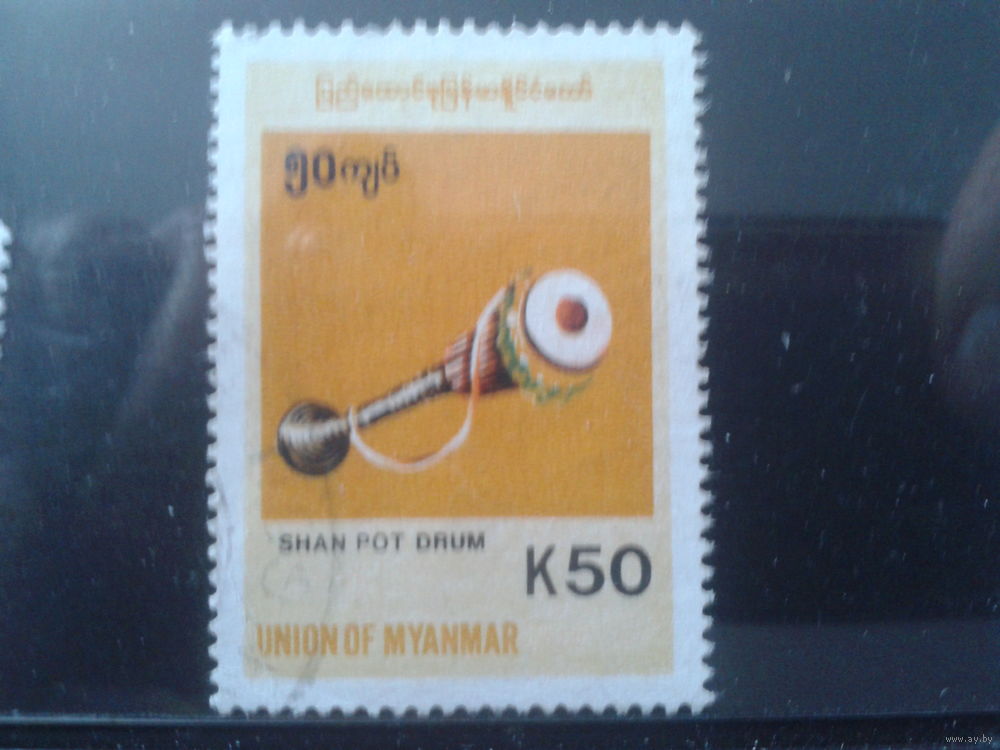 ပြည်ထောင်စုမြန်မာနိုင်ငံတော်
၅၀ကျပ်
SHAN POT DRUM
K50
UNION OF MYANMAR
www.ay.by